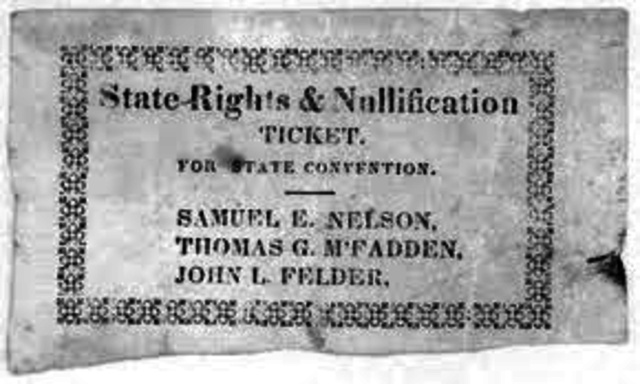 State-Rights & Nullification
TICKET.
FOR STATE CONVENTION.
SAMUEL E. NELSON,
THOMAS G. M'FADDEN,
JOHN L. FELDER.